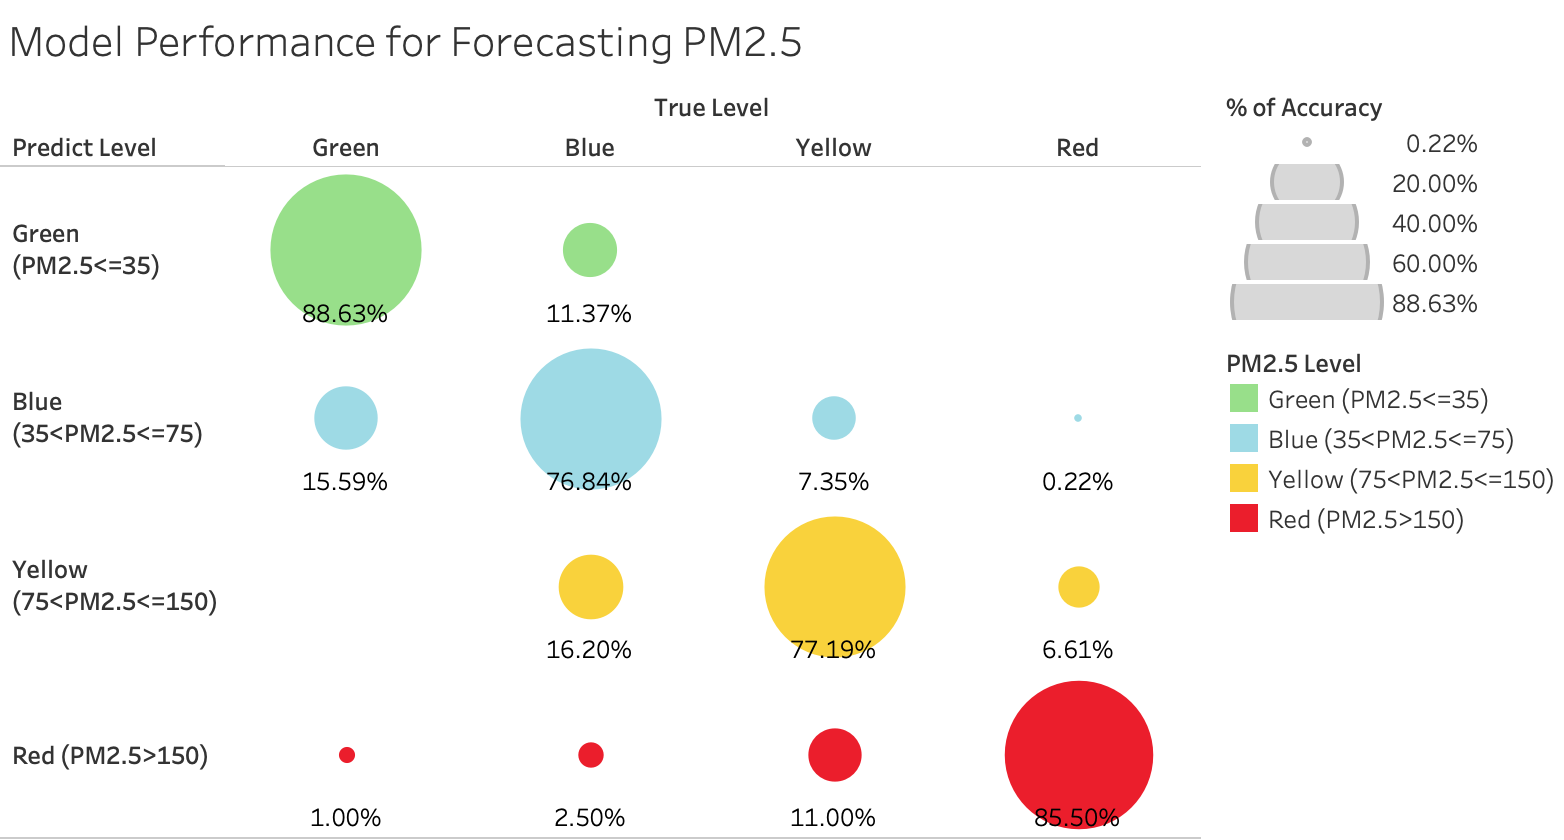 Model Performance for Forecasting PM2.5
True Level
Predict Level Green Blue Yellow Red
Green
(PM2.5<=35)
88.63% 11.37%
Blue
(35<PM2.5<=75)
15.59% 76.84% 7.35% 0.22%
Yellow
(75<PM2.5<=150)
16.20% 77.19% 6.61%
Red (PM2.5>150)
1.00% 2.50% 11.00% 85.50%
% of Accuracy
0.22%
20.00%
40.00%
60.00%
88.63%
PM2.5 Level
Green (PM2.5<=35)
Blue (35<PM2.5<=75)
Yellow (75<PM2.5<=150)
Red (PM2.5>150)